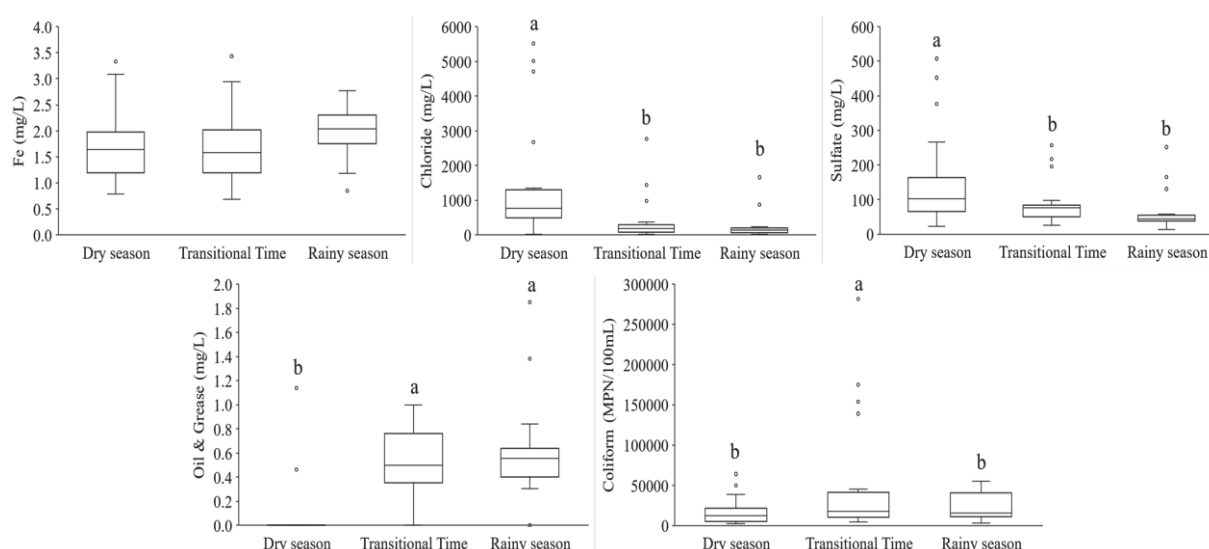 Fe (mg/L)
4.0
3.5
3.0
2.5
2.0
1.5
1.0
0.5
0.0
Dry season Transitional Time Rainy season
Chloride (mg/L)
6000
5000
4000
3000
2000
1000
0
a
b
b
Dry season Transitional Time Rainy season
Sulfate (mg/L)
600
500
400
300
200
100
0
a
b
b
Dry season Transitional Time Rainy season
Oil & Grease (mg/L)
2.0
1.8
1.6
1.4
1.2
1.0
0.8
0.6
0.4
0.2
0.0
b
a
a
Dry season Transitional Time Rainy season
Coliform (MPN/100mL)
300000
250000
200000
150000
100000
50000
0
b
a
b
Dry season Transitional Time Rainy season